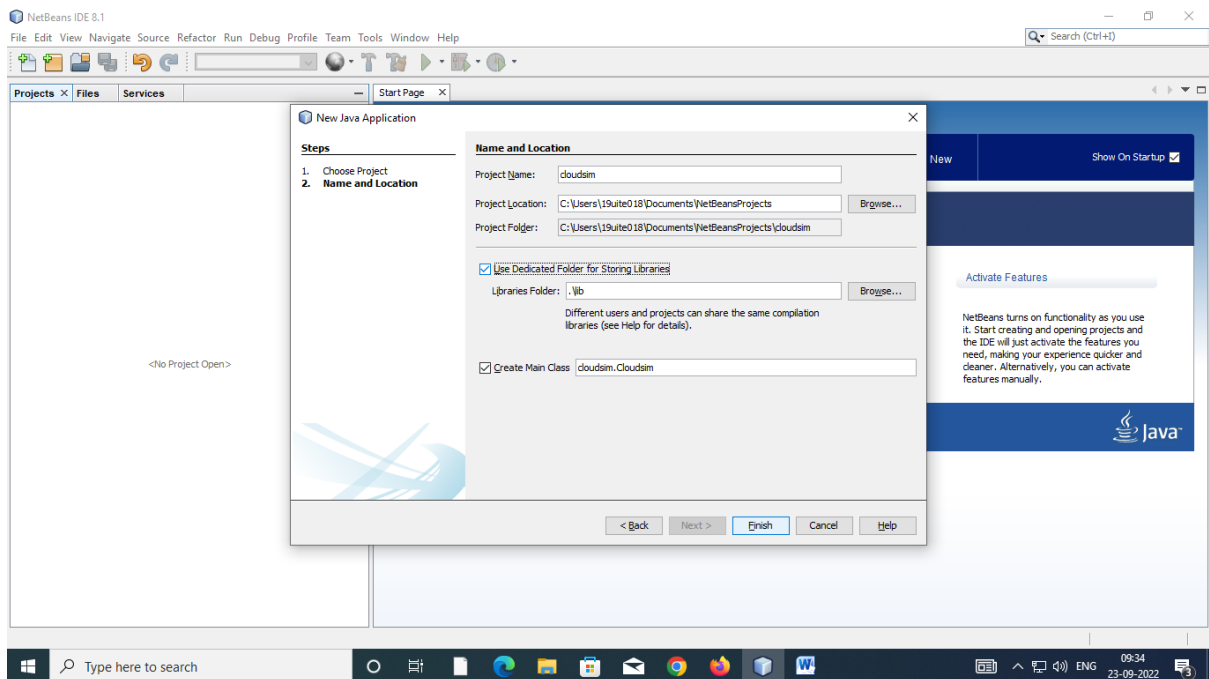 NetBeans IDE 8.1
File Edit View Navigate Source Refactor Run Debug Profile Team Tools Window Help
Search (Ctrl+I)
Projects Files Services
Start Page
New Java Application
Steps
1. Choose Project
2. Name and Location
Name and Location
Project Name: cloudsim
Project Location: C:\Users\19uite018\Documents\NetBeansProjects Browse...
Project Folder: C:\Users\19uite018\Documents\NetBeansProjects\cloudsim
Use Dedicated Folder for Storing Libraries
Libraries Folder: .\lib Browse...
Different users and projects can share the same compilation
libraries (see Help for details).
Create Main Class cloudsim.Cloudsim
< Back Next > Finish Cancel Help
<No Project Open>
New
Show On Startup
Activate Features
NetBeans turns on functionality as you use
it. Start creating and opening projects and
the IDE will just activate the features you
need, making your experience quicker and
cleaner. Alternatively, you can activate
features manually.
Java
Type here to search
W
ENG
09:34
23-09-2022
3